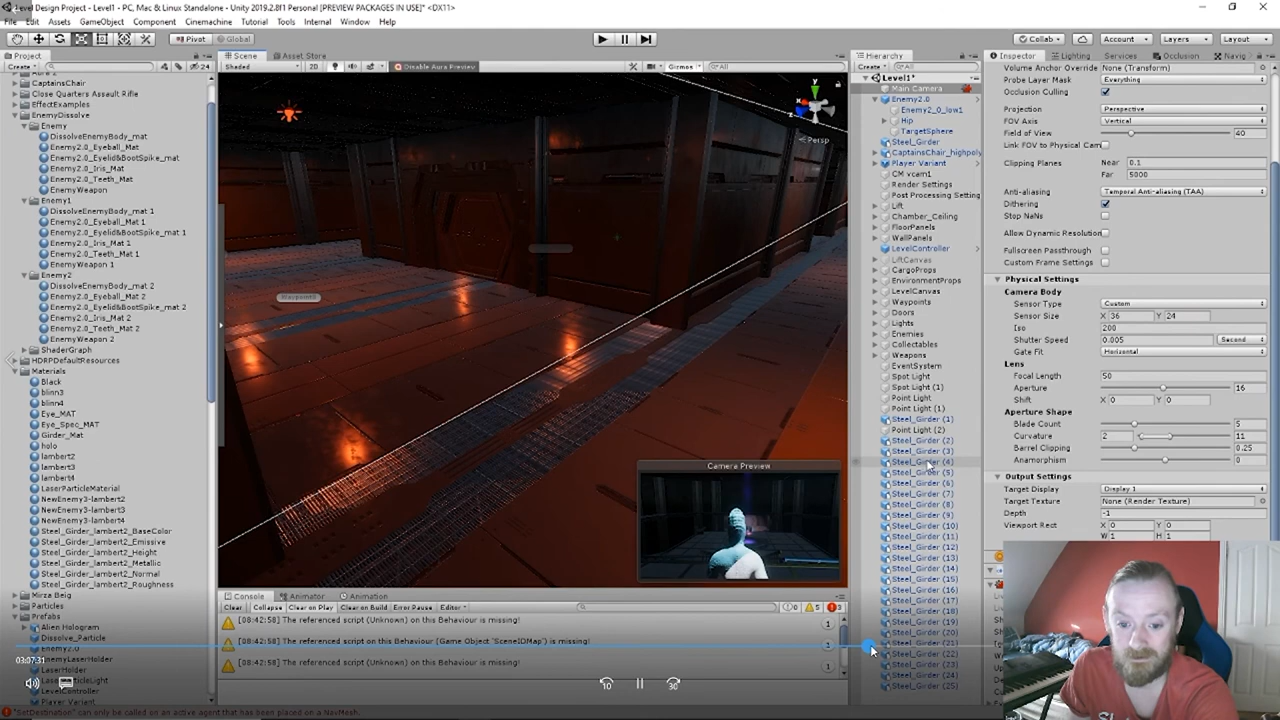 Level Design Project - Level1 - PC, Mac & Linux Standalone - Unity 2019.2.8f1 Personal [PREVIEW PACKAGES IN USE]* <DX11>
File Edit Assets GameObject Component Cinemachine Tutorial Tools Internal Window Help
Pivot Global
Collab Account Layers Layout
Project
Create
24
CaptainsChair
Close Quarters Assault Rifle
EffectExamples
EnemyDissolve
Enemy
DissolveEnemyBody_mat
Enemy2.0_Eyeball_Mat
Enemy2.0_Eyelid&BootSpike_mat
Enemy2.0_Iris_Mat
Enemy2.0_Teeth_Mat
EnemyWeapon
Enemy1
DissolveEnemyBody_mat 1
Enemy2.0_Eyeball_Mat 1
Enemy2.0_Eyelid&BootSpike_mat 1
Enemy2.0_Iris_Mat 1
Enemy2.0_Teeth_Mat 1
EnemyWeapon 1
Enemy2
DissolveEnemyBody_mat 2
Enemy2.0_Eyeball_Mat 2
Enemy2.0_Eyelid&BootSpike_mat 2
Enemy2.0_Iris_Mat 2
Enemy2.0_Teeth_Mat 2
EnemyWeapon 2
ShaderGraph
HDRPDefaultResources
Materials
Black
blinn3
blinn4
Eye_MAT
Eye_Spec_MAT
Girder_Mat
holo
lambert2
lambert3
lambert4
LaserParticleMaterial
NewEnemy3-lambert2
NewEnemy3-lambert3
NewEnemy3-lambert4
Steel_Girder_lambert2_BaseColor
Steel_Girder_lambert2_Emissive
Steel_Girder_lambert2_Height
Steel_Girder_lambert2_Metallic
Steel_Girder_lambert2_Normal
Steel_Girder_lambert2_Roughness
Mirza Beig
Particles
Prefabs
Alien Hologram
Dissolve_Particle
Enemy2.0
EnemyLaserHolder
LaserHolder
LevelController
Player Variant
Scene Asset Store
Shaded 2D Disable Aura Preview Gizmos All
y
x
Persp
Camera Preview
Console Animator Animation
Clear Collapse Clear on Play Clear on Build Error Pause Editor
0 5 3
[08:42:58] The referenced script (Unknown) on this Behaviour is missing! 1
[08:42:58] The referenced script on this Behaviour (Game Object 'SceneIDMap') is missing! 1
[08:42:58] The referenced script (Unknown) on this Behaviour is missing! 1
03:07:31
10 30
"SetDestination" can only be called on an active agent that has been placed on a NavMesh.
Hierarchy
Create All
Level1*
Main Camera
Enemy2.0
Enemy2_0_low1
Hip
TargetSphere
Steel_Girder
CaptainsChair_highpoly
Player Variant
CM vcam1
Render Settings
Post Processing Setting
Lift
Chamber_Ceiling
FloorPanels
WallPanels
LevelController
LiftCanvas
CargoProps
EnvironmentProps
LevelCanvas
Waypoints
Doors
Lights
Enemies
Collectables
Weapons
EventSystem
Spot Light
Spot Light (1)
Point Light
Point Light (1)
Steel_Girder (1)
Point Light (2)
Steel_Girder (2)
Steel_Girder (3)
Steel_Girder (4)
Steel_Girder (5)
Steel_Girder (6)
Steel_Girder (7)
Steel_Girder (8)
Steel_Girder (9)
Steel_Girder (10)
Steel_Girder (11)
Steel_Girder (12)
Steel_Girder (13)
Steel_Girder (14)
Steel_Girder (15)
Steel_Girder (16)
Steel_Girder (17)
Steel_Girder (18)
Steel_Girder (19)
Steel_Girder (20)
Steel_Girder (21)
Steel_Girder (22)
Steel_Girder (23)
Steel_Girder (24)
Steel_Girder (25)
Inspector Lighting Services Occlusion Navig
Volume Anchor Override None (Transform)
Probe Layer Mask Everything
Occlusion Culling
Projection Perspective
FOV Axis Vertical
Field of View 40
Link FOV to Physical Cam
Clipping Planes Near 0.1
Far 5000
Anti-aliasing Temporal Anti-aliasing (TAA)
Dithering
Stop NaNs
Allow Dynamic Resolution
Fullscreen Passthrough
Custom Frame Settings
Physical Settings
Camera Body
Sensor Type Custom
Sensor Size X 36 Y 24
Iso 200
Shutter Speed 0.005 Second
Gate Fit Horizontal
Lens
Focal Length 50
Aperture 16
Shift X 0 Y 0
Aperture Shape
Blade Count 5
Curvature 2 11
Barrel Clipping 0.25
Anamorphism 0
Output Settings
Target Display Display 1
Target Texture None (Render Texture)
Depth -1
Viewport Rect X 0 Y 0
W 1 H 1